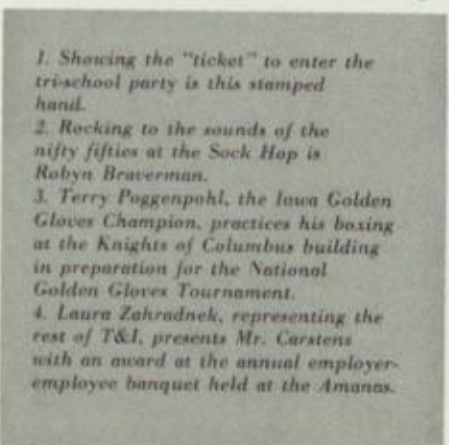 1. Showing the "ticket" to enter the
tri-school party is this stamped
hand.
2. Rocking to the sounds of the
nifty fifties at the Sock Hop is
Robyn Braverman.
3. Terry Poggenpohl, the Iowa Golden
Gloves Champion, practices his boxing
at the Knights of Columbus building
in preparation for the National
Golden Gloves Tournament.
4. Laura Zahradnek, representing the
rest of T&I, presents Mr. Carstens
with an award at the annual employer-
employee banquet held at the Amanas.